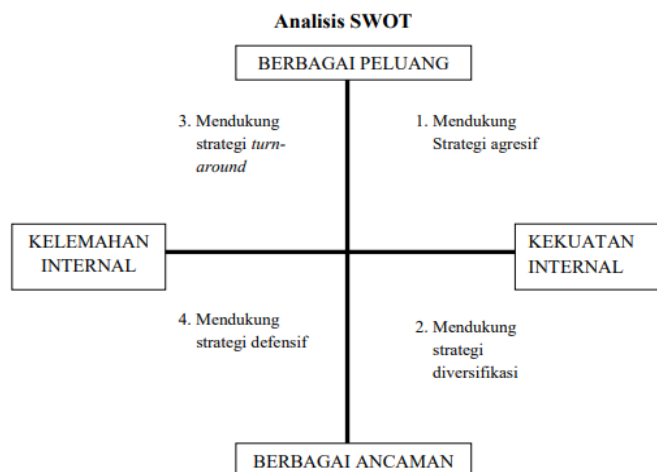 Analisis SWOT
BERBAGAI PELUANG
3. Mendukung
strategi turn-
around
1. Mendukung
Strategi agresif
KELEMAHAN
INTERNAL
KEKUATAN
INTERNAL
4. Mendukung
strategi defensif
2. Mendukung
strategi
diversifikasi
BERBAGAI ANCAMAN